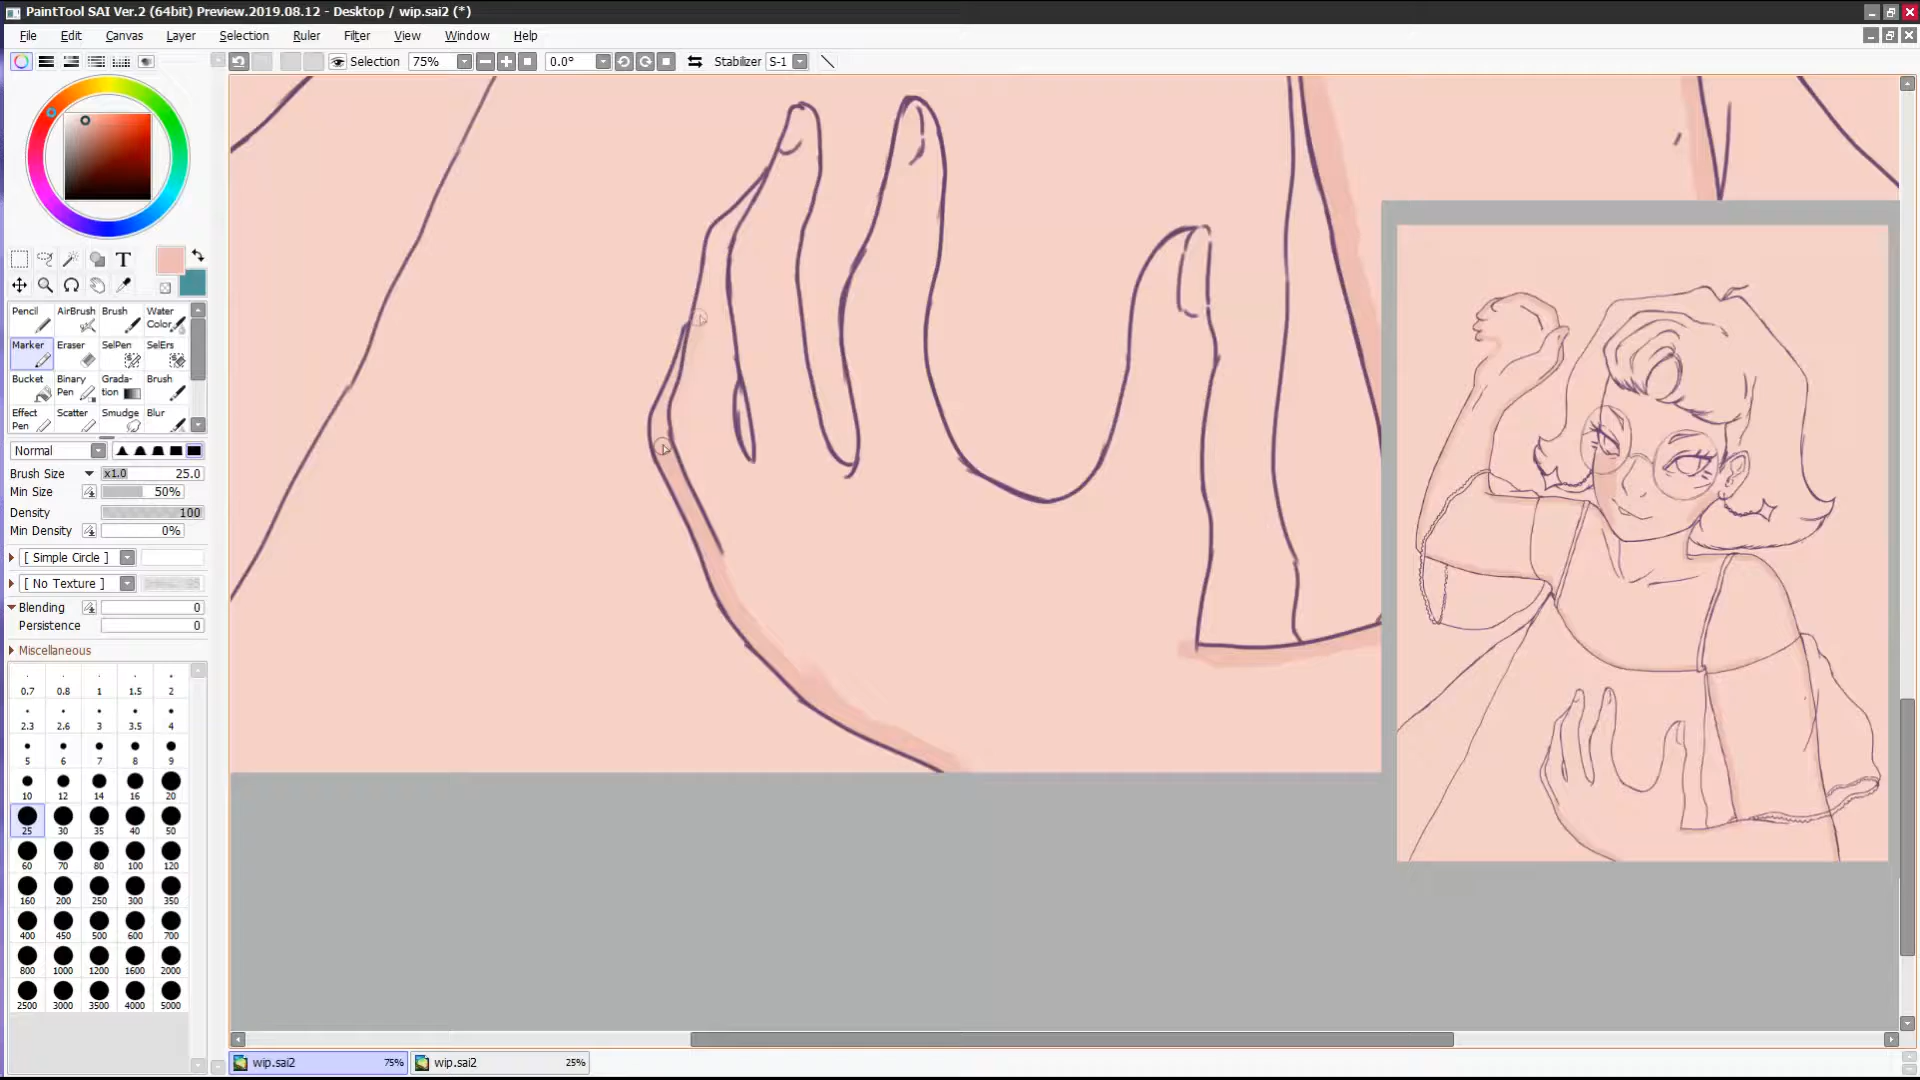 PaintTool SAI Ver.2 (64bit) Preview.2019.08.12 - Desktop / wip.sai2 (*)
File Edit Canvas Layer Selection Ruler Filter View Window Help
Selection 75% 0.0° Stabilizer S-1
T
Pencil AirBrush Brush Water Color
Marker Eraser SelPen SelErs
Bucket Binary Pen Grada-tion Brush
Effect Pen Scatter Smudge Blur
Normal
Brush Size x1.0 25.0
Min Size 50%
Density 100
Min Density 0%
[ Simple Circle ]
[ No Texture ]
Blending 0
Persistence 0
Miscellaneous
0.7 0.8 1 1.5 2
2.3 2.6 3 3.5 4
5 6 7 8 9
10 12 14 16 20
25 30 35 40 50
60 70 80 100 120
160 200 250 300 350
400 450 500 600 700
800 1000 1200 1600 2000
2500 3000 3500 4000 5000
wip.sai2 75% wip.sai2 25%